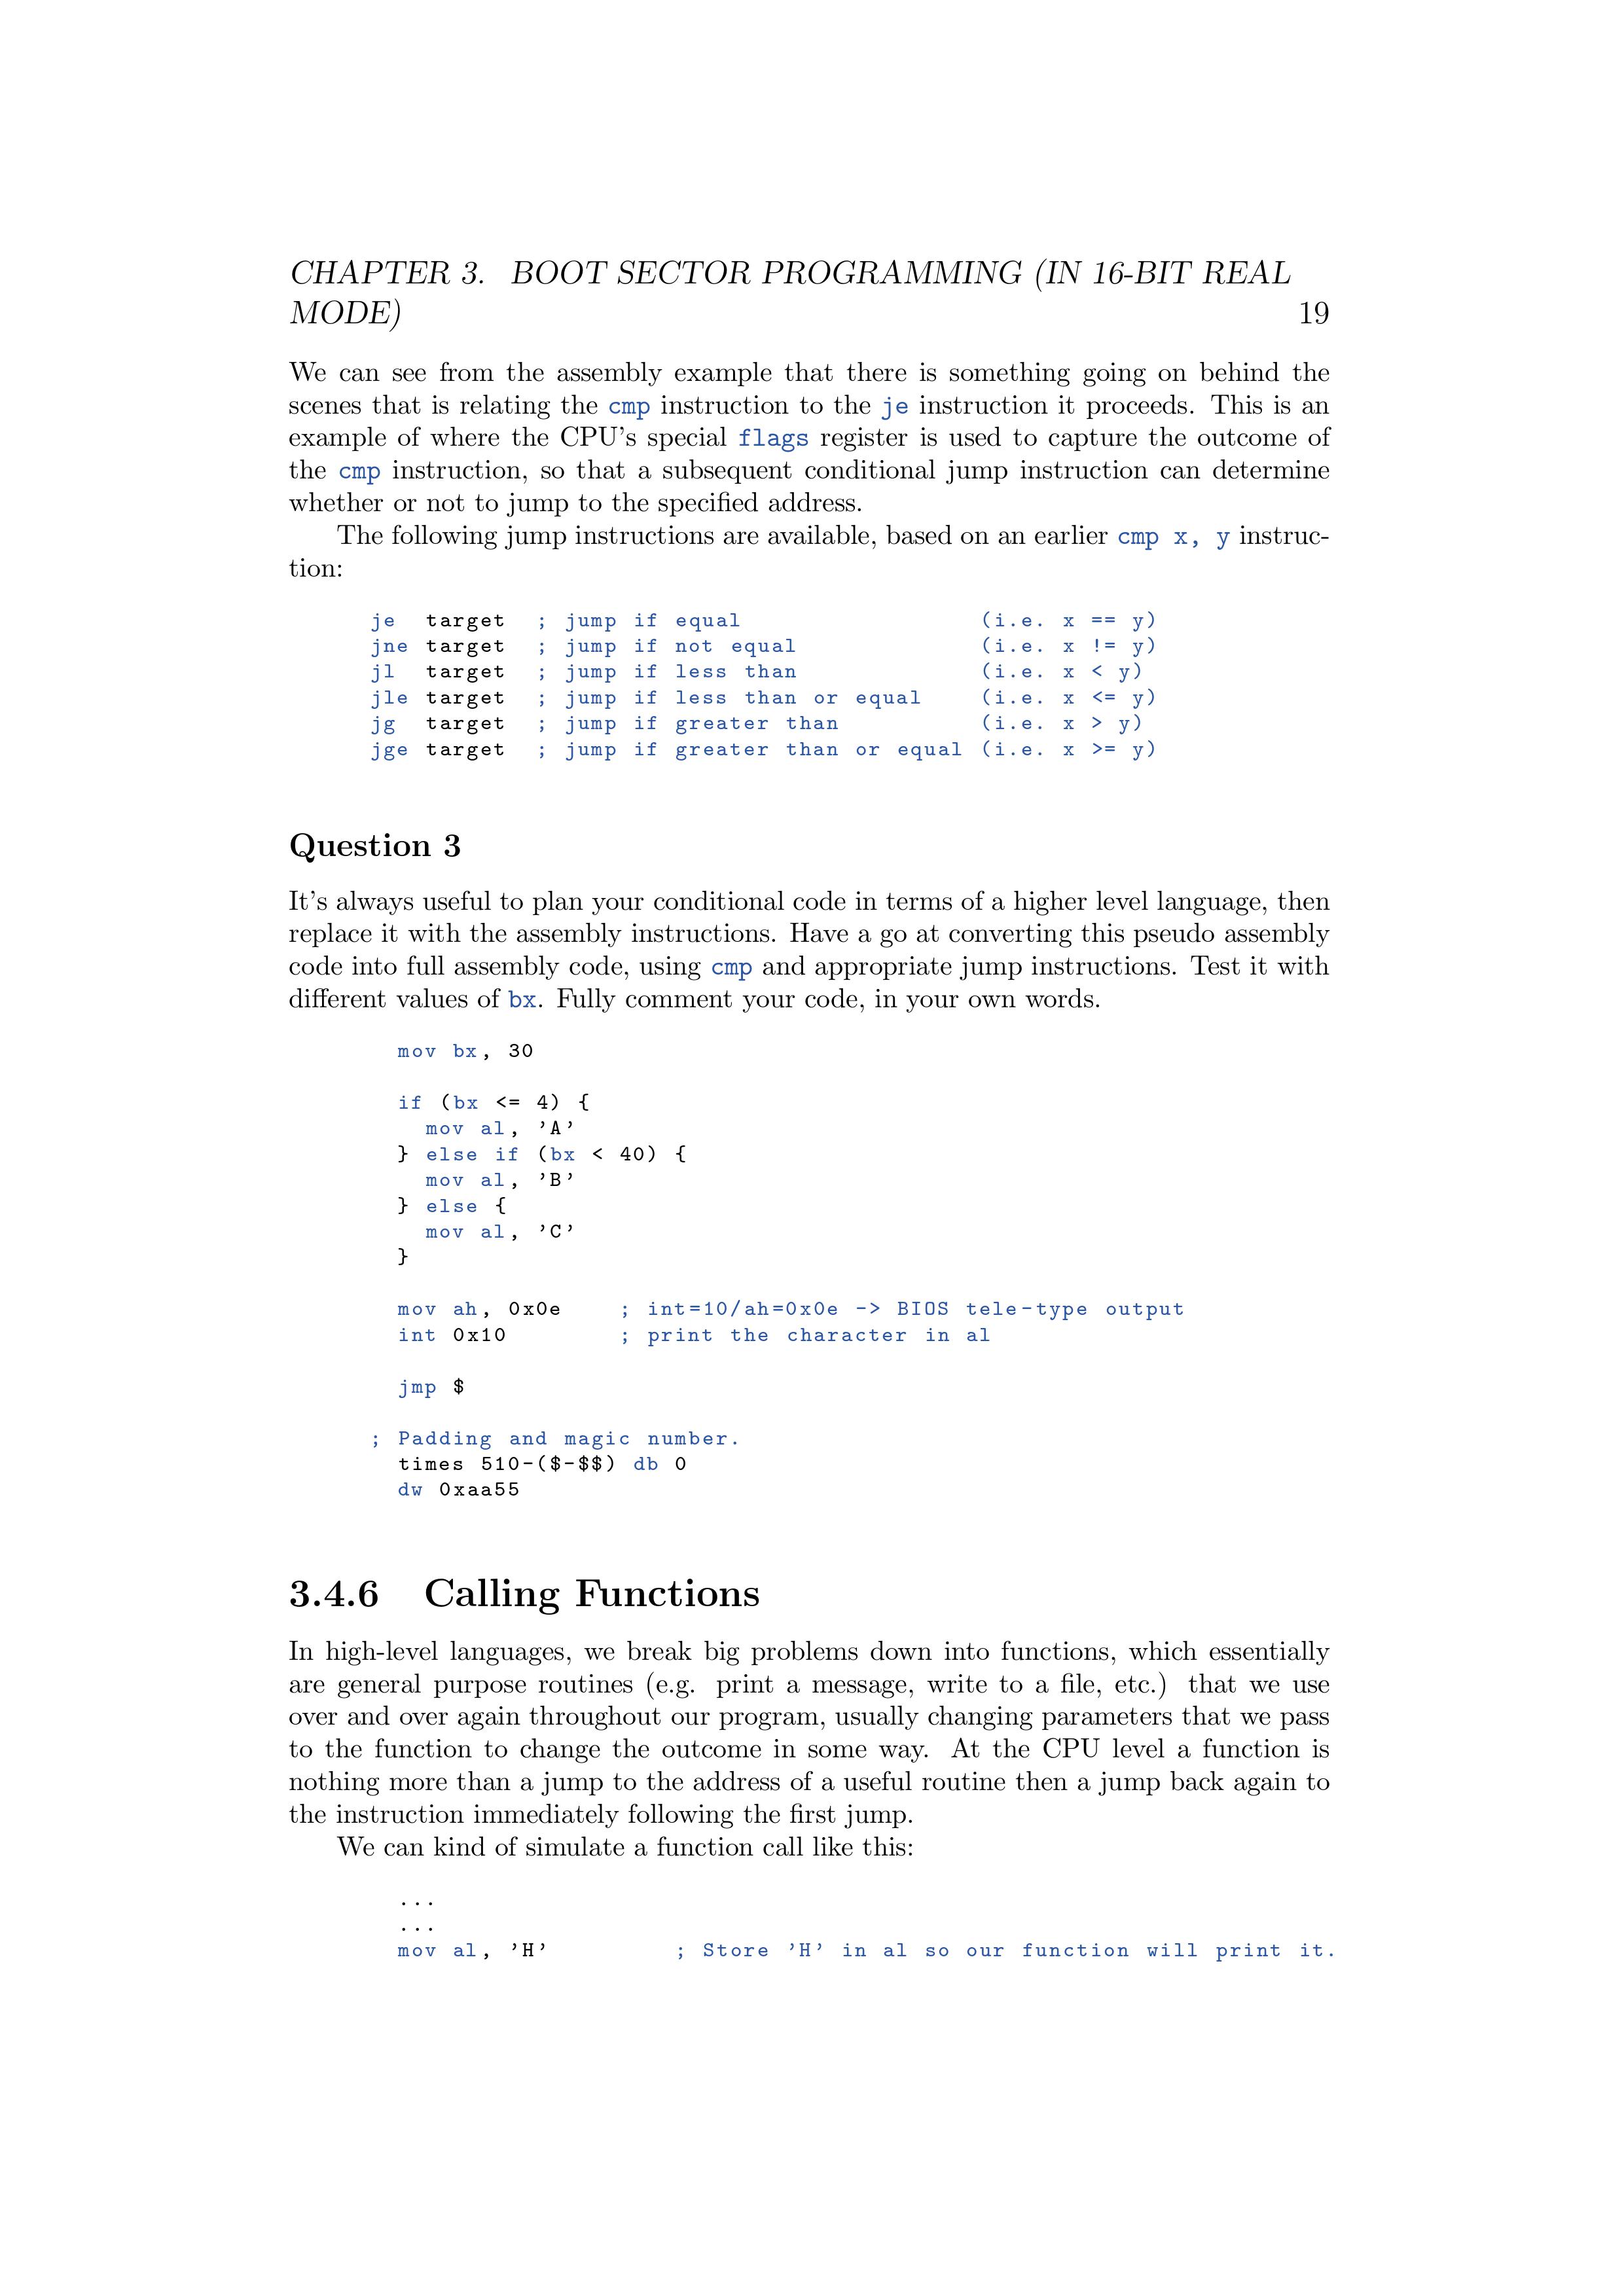 CHAPTER 3. BOOT SECTOR PROGRAMMING (IN 16-BIT REAL
MODE) 19
We can see from the assembly example that there is something going on behind the
scenes that is relating the cmp instruction to the je instruction it proceeds. This is an
example of where the CPU's special flags register is used to capture the outcome of
the cmp instruction, so that a subsequent conditional jump instruction can determine
whether or not to jump to the specified address.
The following jump instructions are available, based on an earlier cmp x, y instruc-
tion:
je  target  ; jump if equal                 (i.e. x == y)
jne target  ; jump if not equal             (i.e. x != y)
jl  target  ; jump if less than             (i.e. x < y)
jle target  ; jump if less than or equal    (i.e. x <= y)
jg  target  ; jump if greater than          (i.e. x > y)
jge target  ; jump if greater than or equal (i.e. x >= y)
Question 3
It's always useful to plan your conditional code in terms of a higher level language, then
replace it with the assembly instructions. Have a go at converting this pseudo assembly
code into full assembly code, using cmp and appropriate jump instructions. Test it with
different values of bx. Fully comment your code, in your own words.
mov bx, 30
if (bx <= 4) {
  mov al, 'A'
} else if (bx < 40) {
  mov al, 'B'
} else {
  mov al, 'C'
}
mov ah, 0x0e    ; int=10/ah=0x0e -> BIOS tele-type output
int 0x10        ; print the character in al
jmp $
; Padding and magic number.
times 510-($-$$) db 0
dw 0xaa55
3.4.6 Calling Functions
In high-level languages, we break big problems down into functions, which essentially
are general purpose routines (e.g. print a message, write to a file, etc.) that we use
over and over again throughout our program, usually changing parameters that we pass
to the function to change the outcome in some way. At the CPU level a function is
nothing more than a jump to the address of a useful routine then a jump back again to
the instruction immediately following the first jump.
We can kind of simulate a function call like this:
...
...
mov al, 'H'         ; Store 'H' in al so our function will print it.